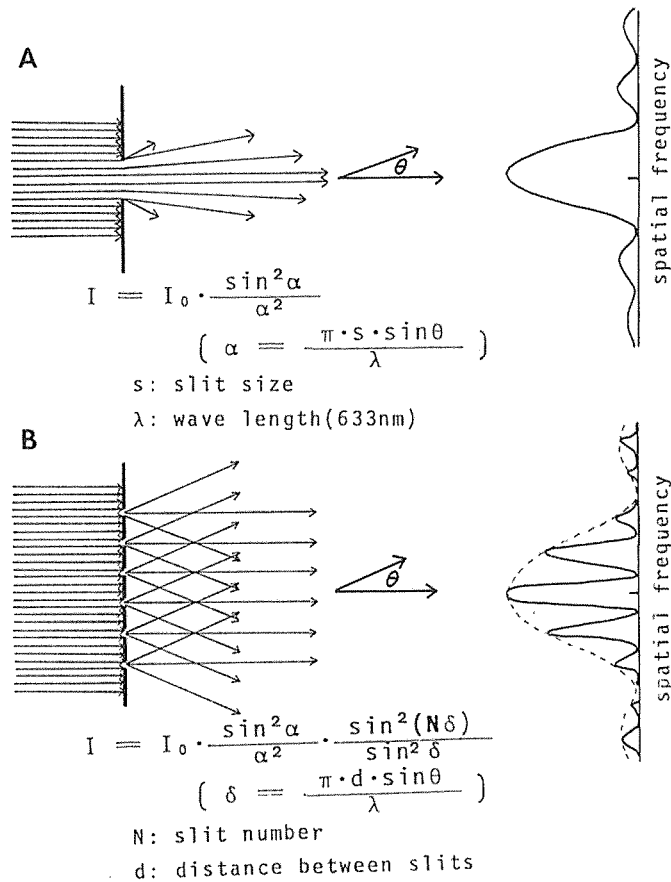 A
spatial frequency
θ
I = I₀·sin²α/α²
( α = π·s·sinθ/λ )
s: slit size
λ: wave length(633nm)
B
spatial frequency
θ
I = I₀·sin²α/α²·sin²(Nδ)/sin²δ
( δ = π·d·sinθ/λ )
N: slit number
d: distance between slits